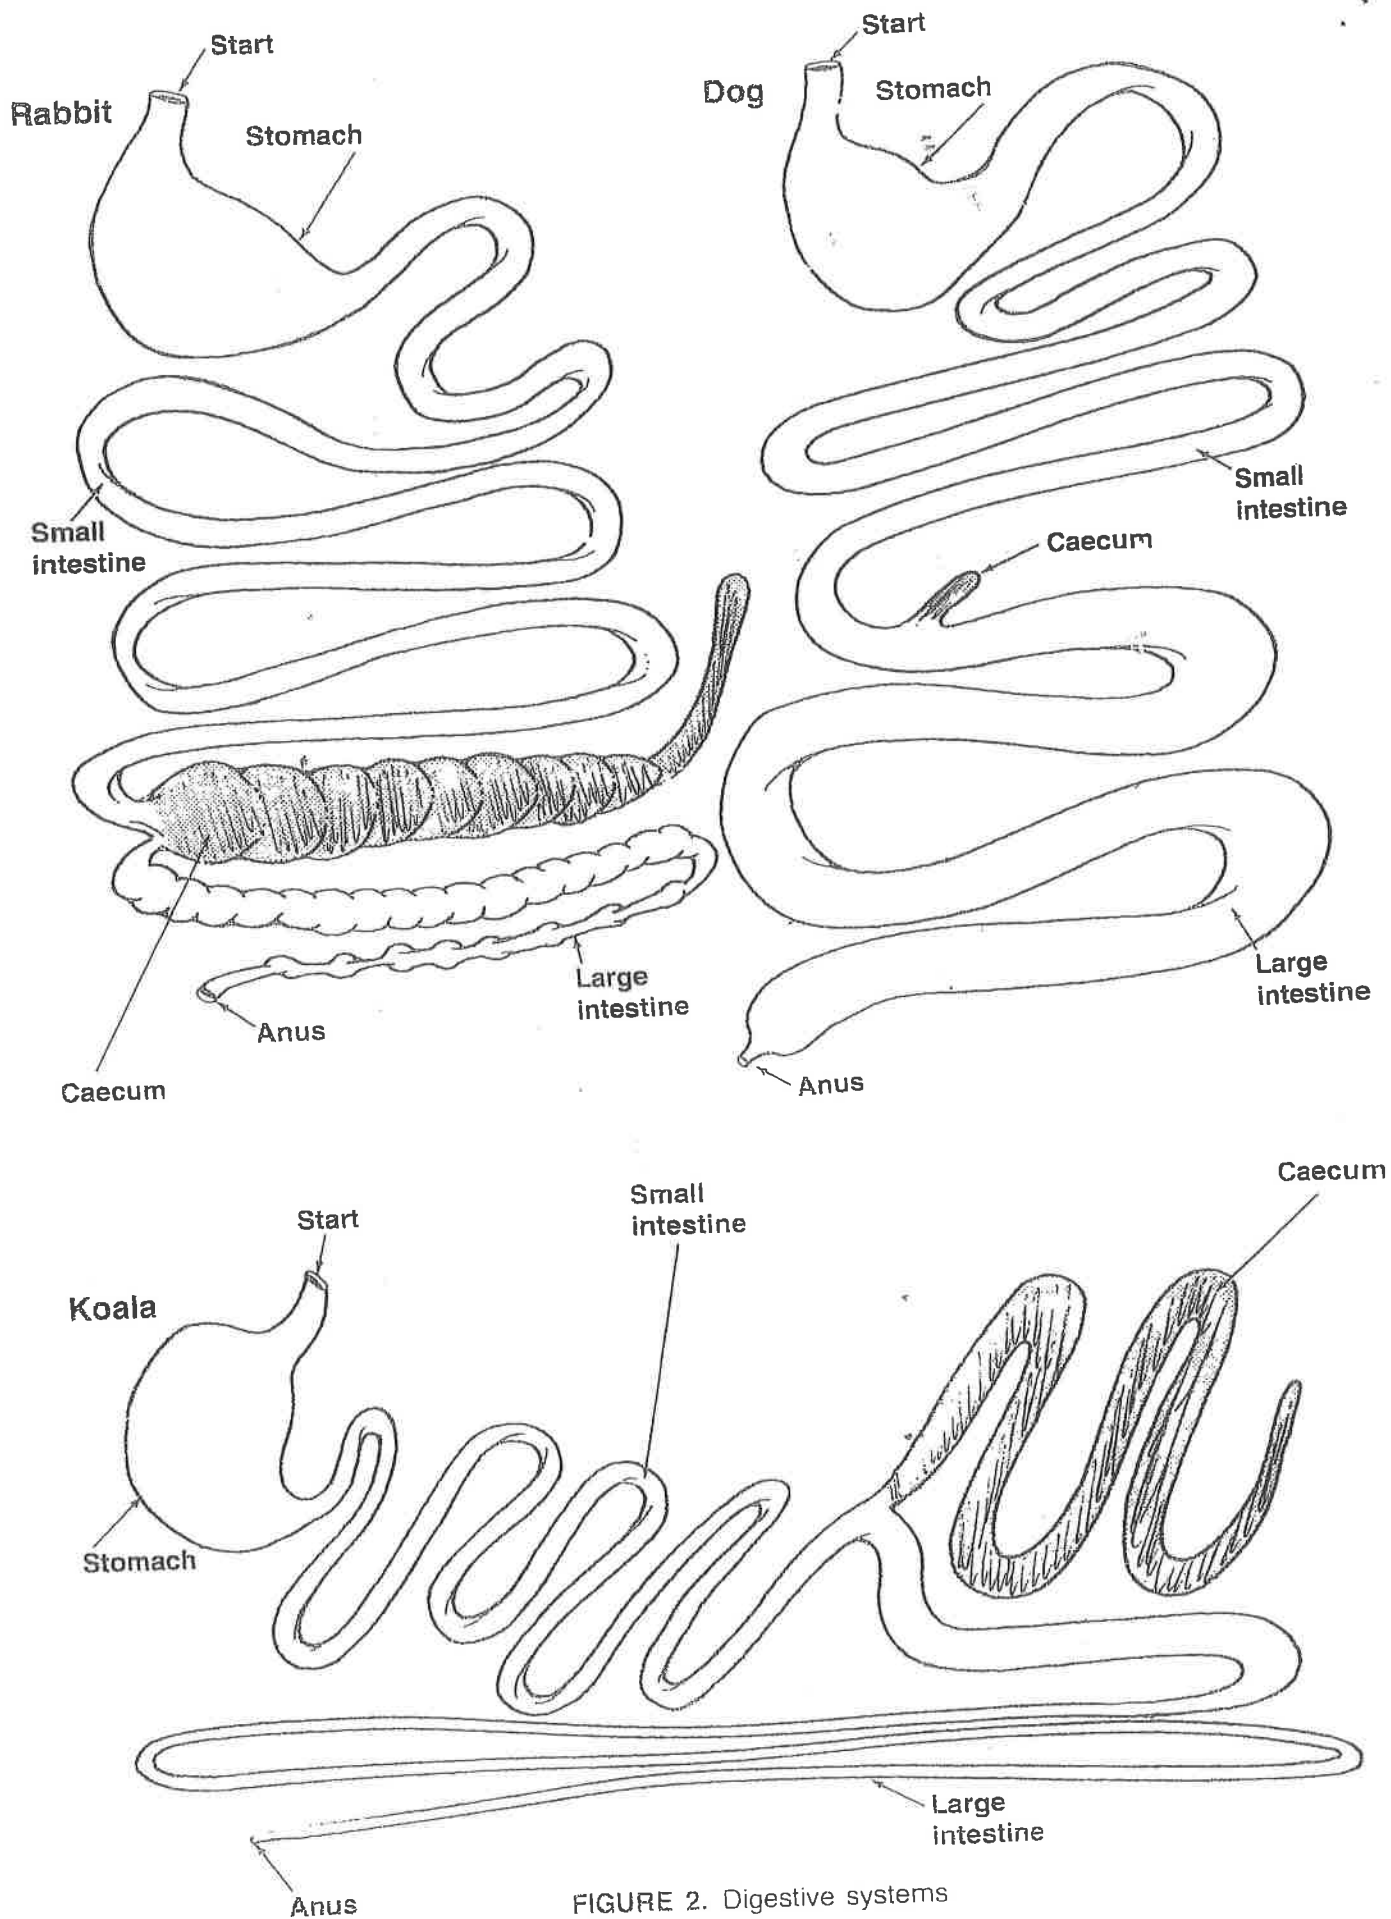 Rabbit
Start
Stomach
Small
intestine
Large
intestine
Anus
Caecum
Dog
Start
Stomach
Small
intestine
Caecum
Large
intestine
Anus
Koala
Start
Small
intestine
Caecum
Stomach
Large
intestine
Anus
FIGURE 2. Digestive systems